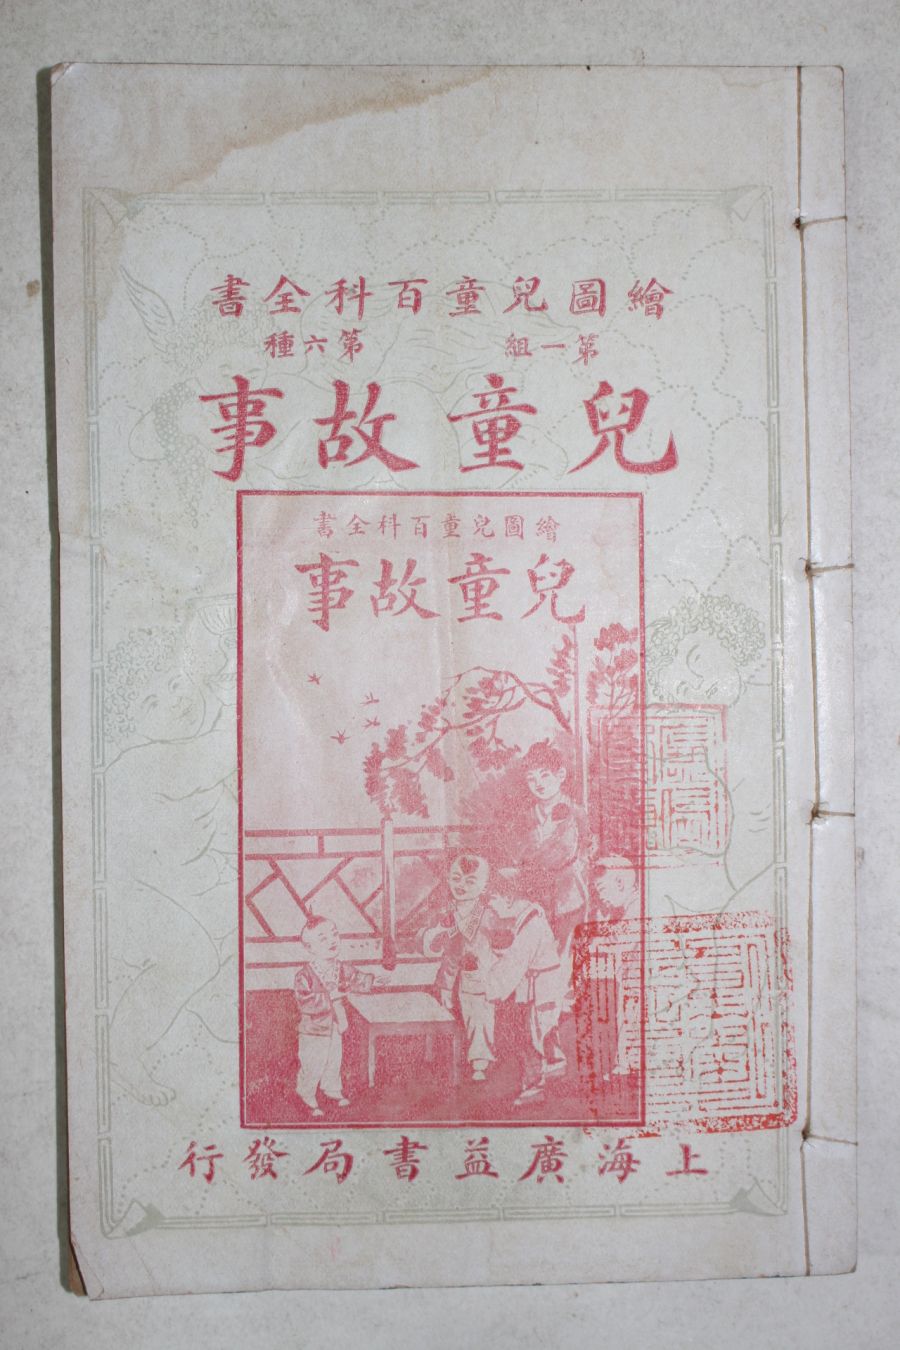 繪圖兒童百科全書
第一組 第六種
兒童故事
繪圖兒童百科全書
兒童故事
上海廣益書局發行